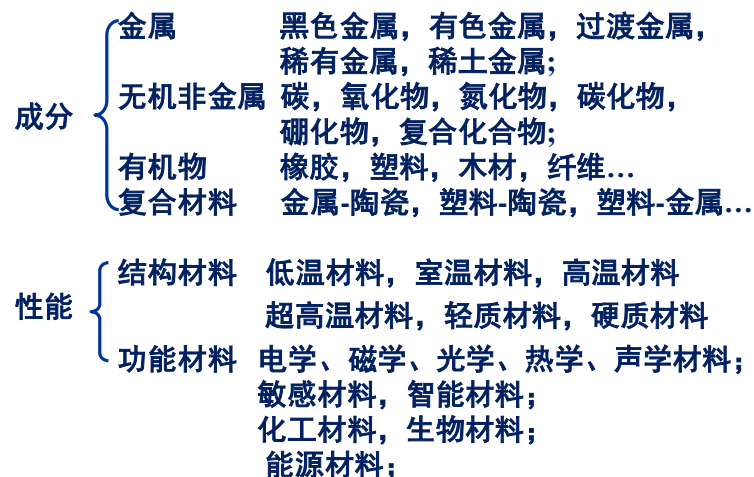 金属 黑色金属，有色金属，过渡金属，
稀有金属，稀土金属;
无机非金属 碳，氧化物，氮化物，碳化物，
成分
硼化物，复合化合物;
有机物 橡胶，塑料，木材，纤维…
复合材料 金属-陶瓷，塑料-陶瓷，塑料-金属…
结构材料 低温材料，室温材料，高温材料
性能
超高温材料，轻质材料，硬质材料
功能材料 电学、磁学、光学、热学、声学材料；
敏感材料，智能材料；
化工材料，生物材料；
能源材料；